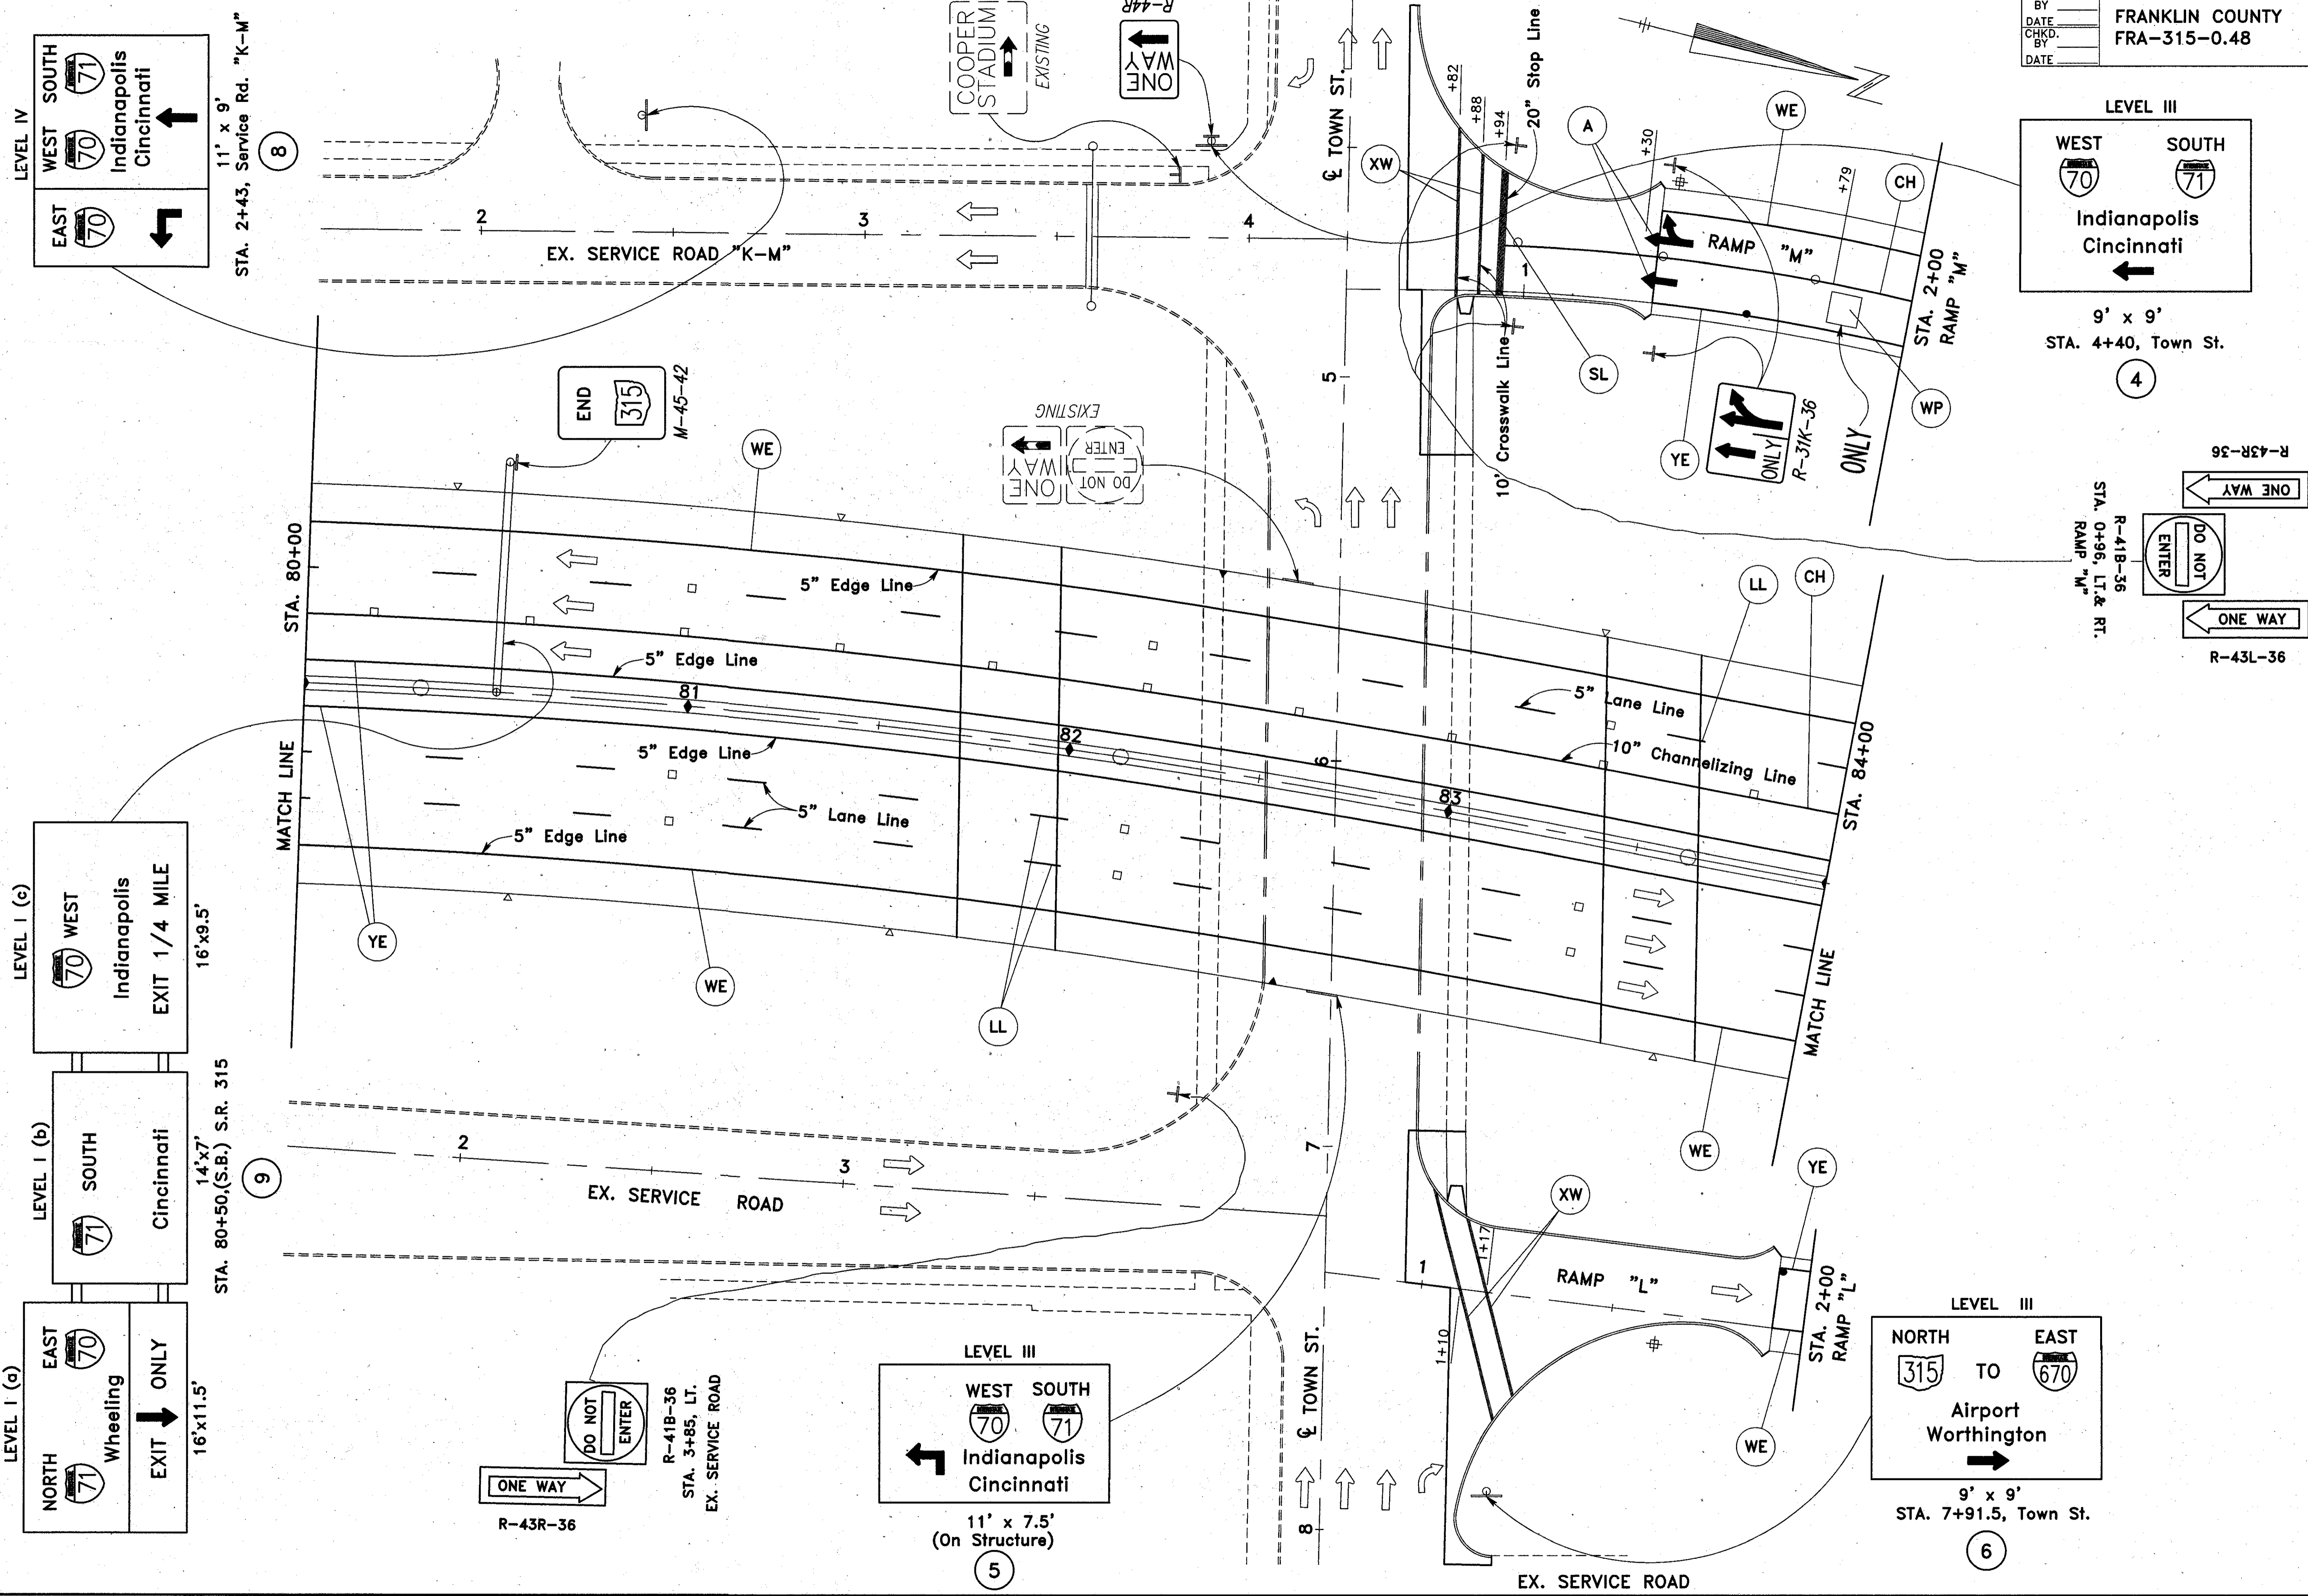 BY
DATE
CHKD.
BY
DATE
FRANKLIN COUNTY
FRA-315-0.48
LEVEL IV
EAST
70
WEST SOUTH
70 71
Indianapolis
Cincinnati
11' x 9'
STA. 2+43, Service Rd. "K-M"
8
COOPER
STADIUM
EXISTING
R-44R
ONE
WAY
℄ TOWN ST.
+82
+88
+94
20" Stop Line
XW
A
+30
WE
+79
CH
RAMP "M"
1
STA. 2+00
RAMP "M"
LEVEL III
WEST SOUTH
70 71
Indianapolis
Cincinnati
9' x 9'
STA. 4+40, Town St.
4
2
3
4
EX. SERVICE ROAD "K-M"
END
315
M-45-42
WE
EXISTING
ONE
WAY
DO NOT
ENTER
5
10' Crosswalk Line
SL
YE
ONLY
R-31K-36
ONLY
WP
R-43R-36
ONE WAY
DO NOT
ENTER
R-41B-36
STA. 0+96, LT.& RT.
RAMP "M"
ONE WAY
R-43L-36
STA. 80+00
MATCH LINE
5" Edge Line
5" Edge Line
81
5" Edge Line
82
5" Lane Line
5" Edge Line
YE
WE
LL
6
83
5" Lane Line
10" Channelizing Line
LL
CH
STA. 84+00
MATCH LINE
WE
LEVEL I (c)
70 WEST
Indianapolis
EXIT 1/4 MILE
16'x9.5'
LEVEL I (b)
71 SOUTH
Cincinnati
14'x7'
STA. 80+50,(S.B.) S.R. 315
9
LEVEL I (a)
NORTH EAST
71 70
Wheeling
EXIT ONLY
16'x11.5'
2
3
EX. SERVICE ROAD
7
DO NOT
ENTER
R-41B-36
STA. 3+85, LT.
EX. SERVICE ROAD
ONE WAY
R-43R-36
LEVEL III
WEST SOUTH
70 71
Indianapolis
Cincinnati
11' x 7.5'
(On Structure)
5
℄ TOWN ST.
8
1
1+10
1+17
XW
RAMP "L"
YE
STA. 2+00
RAMP "L"
WE
LEVEL III
NORTH EAST
315 TO 670
Airport
Worthington
9' x 9'
STA. 7+91.5, Town St.
6
EX. SERVICE ROAD